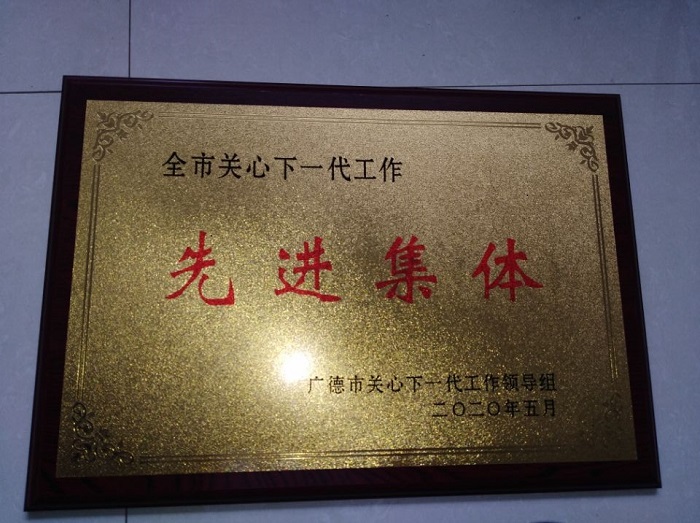 全市关心下一代工作
先进集体
广德市关心下一代工作领导组
二〇二〇年五月